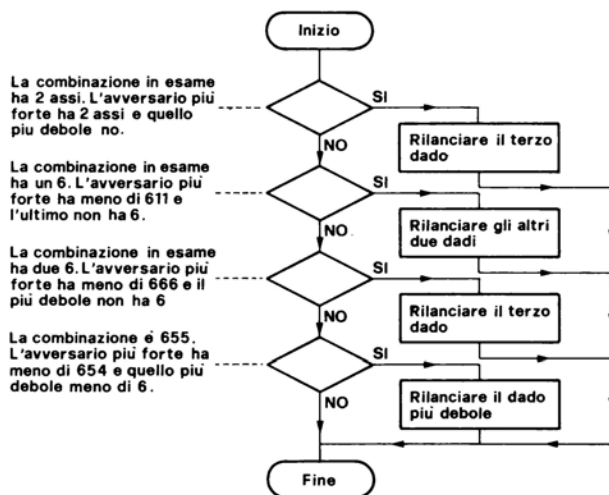 Inizio
La combinazione in esame
ha 2 assi. L'avversario più
forte ha 2 assi e quello
piu debole no.
SI
Rilanciare il terzo
dado
NO
La combinazione in esame
ha un 6. L'avversario più
forte ha meno di 611 e
l'ultimo non ha 6.
SI
Rilanciare gli altri
due dadi
NO
La combinazione in esame
ha due 6. L'avversario più
forte ha meno di 666 e il
più debole non ha 6
SI
Rilanciare il terzo
dado
NO
La combinazione è 655.
L'avversario più forte ha
meno di 654 e quello più
debole meno di 6.
SI
Rilanciare il dado
più debole
NO
Fine